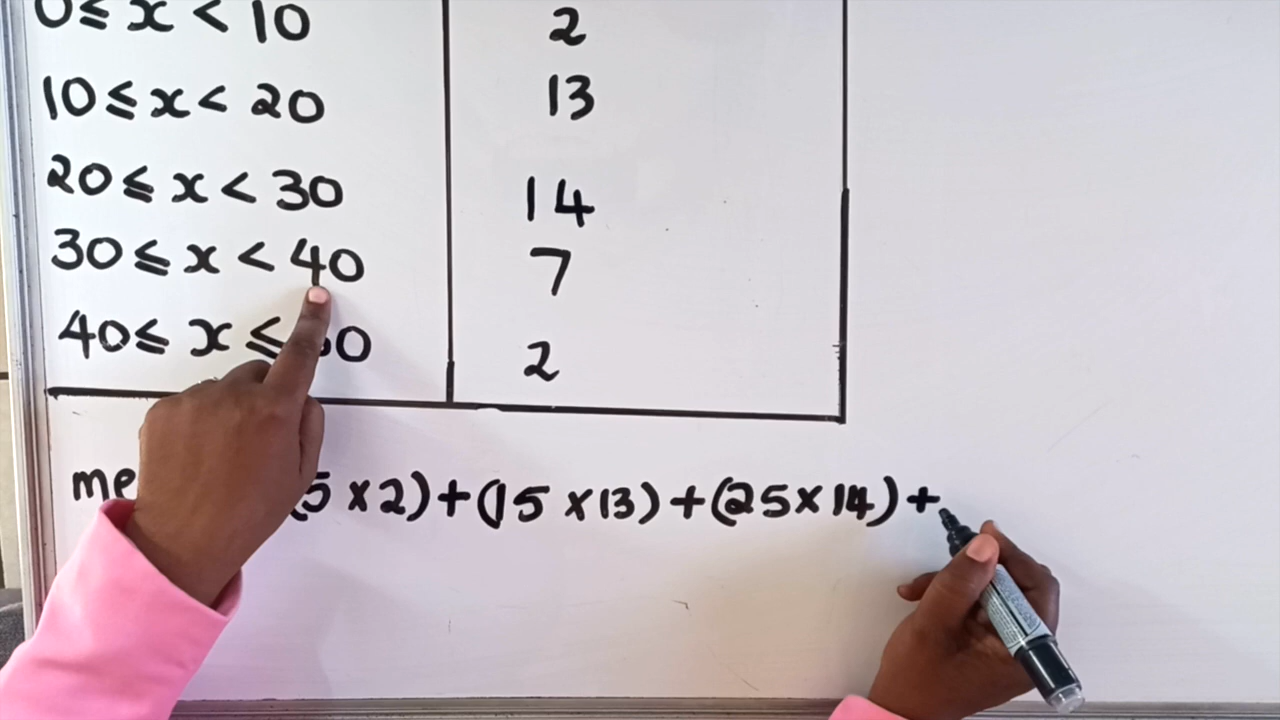 0 ≤ x < 10 2
10 ≤ x < 20 13
20 ≤ x < 30 14
30 ≤ x < 40 7
40 ≤ x ≤ 2
5 × 2) + (15 × 13) + (25 × 14) +